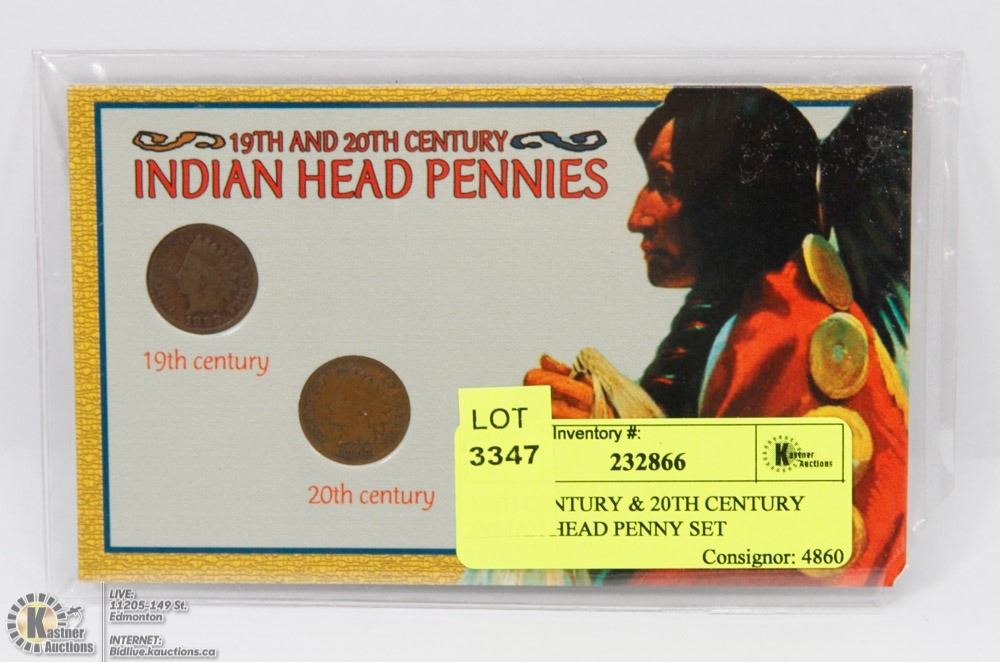 19TH AND 20TH CENTURY
INDIAN HEAD PENNIES
19th century
20th century
LOT
3347
Inventory #:
232866
Kastner
Auctions
NTURY & 20TH CENTURY
HEAD PENNY SET
Consignor: 4860
Kastner
Auctions
LIVE:
11205-149 St.
Edmonton
INTERNET:
Bidlive.kauctions.ca